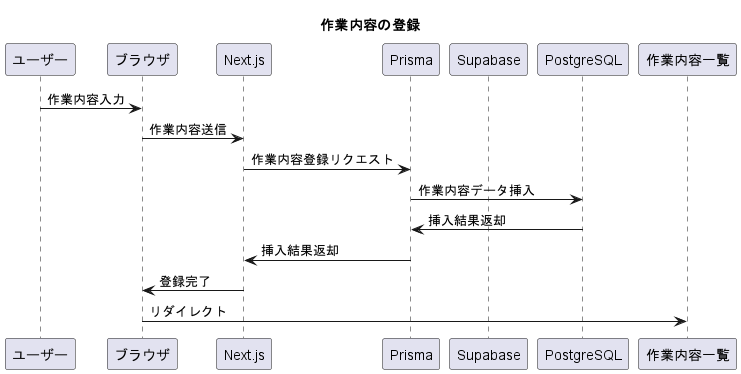 作業内容の登録
ユーザー ブラウザ Next.js Prisma Supabase PostgreSQL 作業内容一覧
作業内容入力
作業内容送信
作業内容登録リクエスト
作業内容データ挿入
挿入結果返却
挿入結果返却
登録完了
リダイレクト
ユーザー ブラウザ Next.js Prisma Supabase PostgreSQL 作業内容一覧